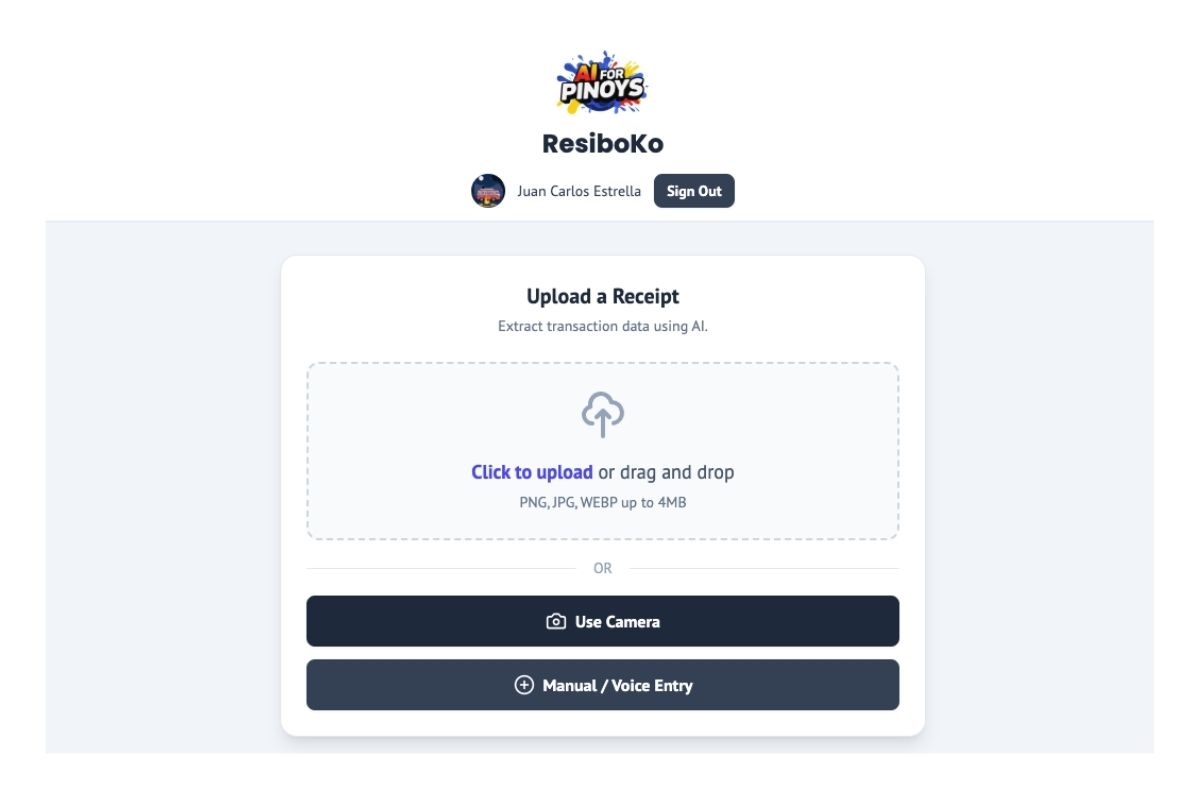 AI FOR
PINOYS
ResiboKo
Juan Carlos Estrella
Sign Out
Upload a Receipt
Extract transaction data using AI.
Click to upload or drag and drop
PNG, JPG, WEBP up to 4MB
OR
Use Camera
Manual / Voice Entry